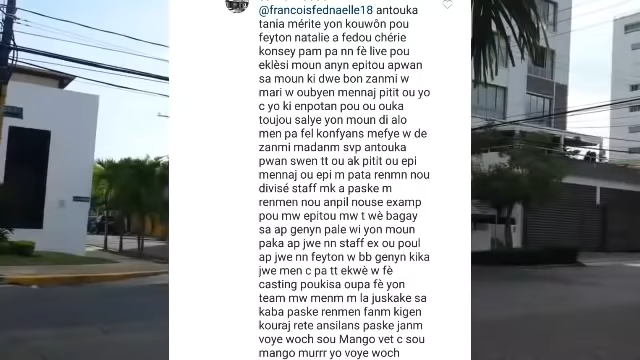 @francoisfednaelle18 antouka
tania mérite yon kouwôn pou
feyton natalie a fedou chérie
konsey pam pa nn fè live pou
eklèsi moun anyn epitou apwan
sa moun ki dwe bon zanmi w
mari w oubyen mennaj pitit ou yo
c yo ki enpotan pou ou ouka
toujou salye yon moun di alo
men pa fel konfyans mefye w de
zanmi madanm svp antouka
pwan swen tt ou ak pitit ou epi
mennaj ou epi m pata renmn nou
divisé staff mk a paske m
renmen nou anpil nouse examp
pou mw epitou mw t wè bagay
sa ap genyn pale wi yon moun
paka ap jwe nn staff ex ou poul
ap jwe nn feyton w bb genyn kika
jwe men c pa tt ekwè w fè
casting poukisa oupa fè yon
team mw menm m la juskake sa
kaba paske renmen fanm kigen
kouraj rete ansilans paske janm
voye woch sou Mango vet c sou
mango murrr yo voye woch